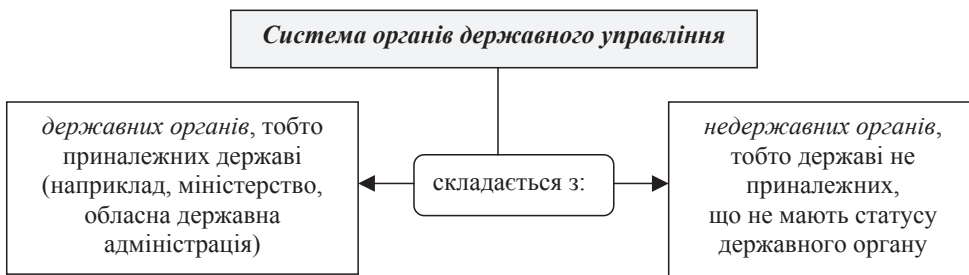 Система органів державного управління
державних органів, тобто
приналежних державі
(наприклад, міністерство,
обласна державна
адміністрація)
складається з:
недержавних органів,
тобто державі не
приналежних,
що не мають статусу
державного органу